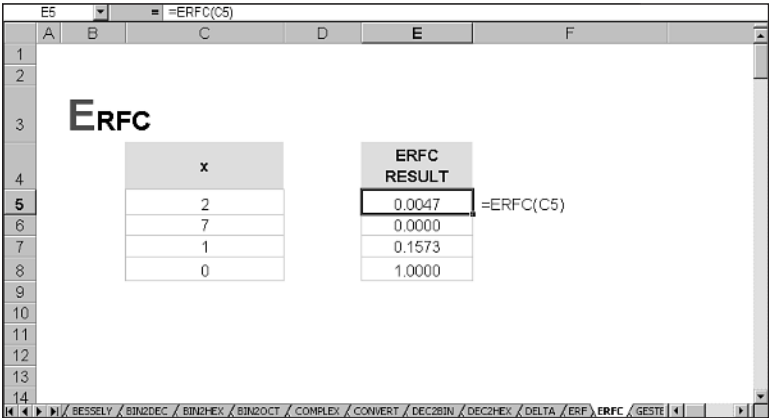 E5 = =ERFC(C5)
A B C D E F
1
2
3 ERFC
4 x ERFC RESULT
5 2 0.0047 =ERFC(C5)
6 7 0.0000
7 1 0.1573
8 0 1.0000
9
10
11
12
13
14
BESSELY BIN2DEC BIN2HEX BIN2OCT COMPLEX CONVERT DEC2BIN DEC2HEX DELTA ERF ERFC GESTE